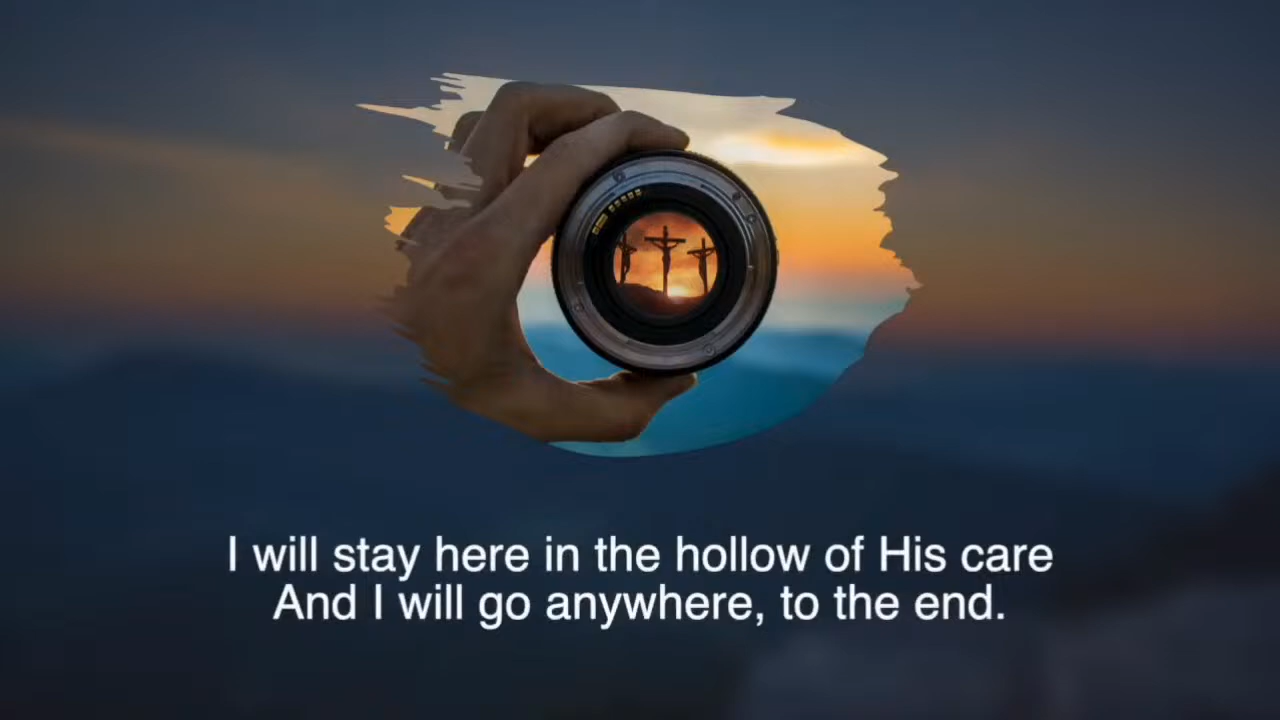 I will stay here in the hollow of His care
And I will go anywhere, to the end.